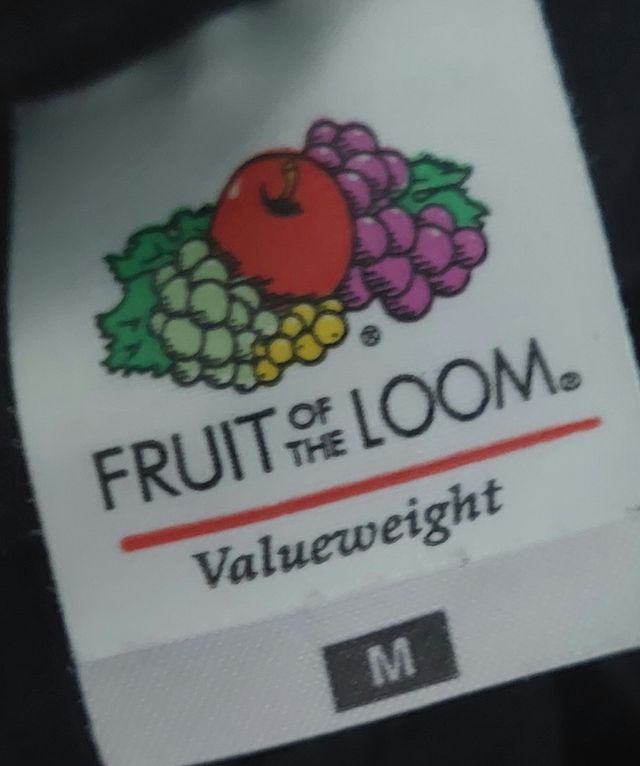 ®
FRUIT OF THE LOOM®
Valueweight
M